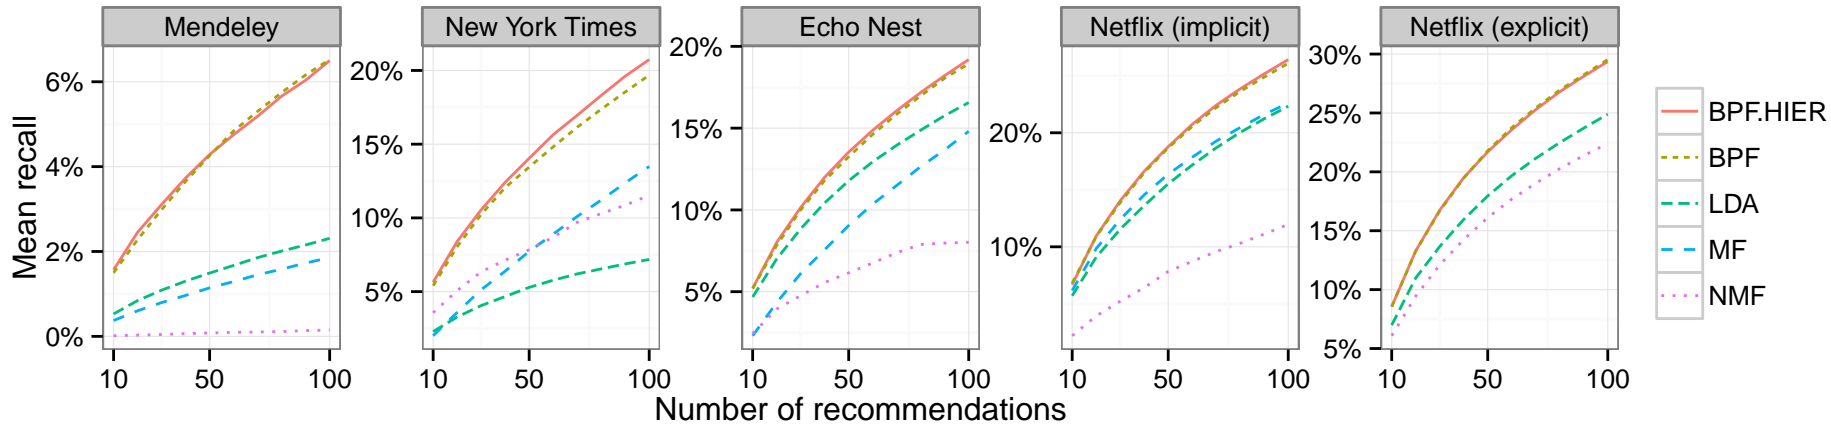 Mendeley
New York Times
Echo Nest
Netflix (implicit)
Netflix (explicit)
Mean recall
6%
4%
2%
0%
10 50 100
20%
15%
10%
5%
10 50 100
20%
15%
10%
5%
10 50 100
20%
10%
10 50 100
30%
25%
20%
15%
10%
5%
10 50 100
Number of recommendations
BPF.HIER
BPF
LDA
MF
NMF